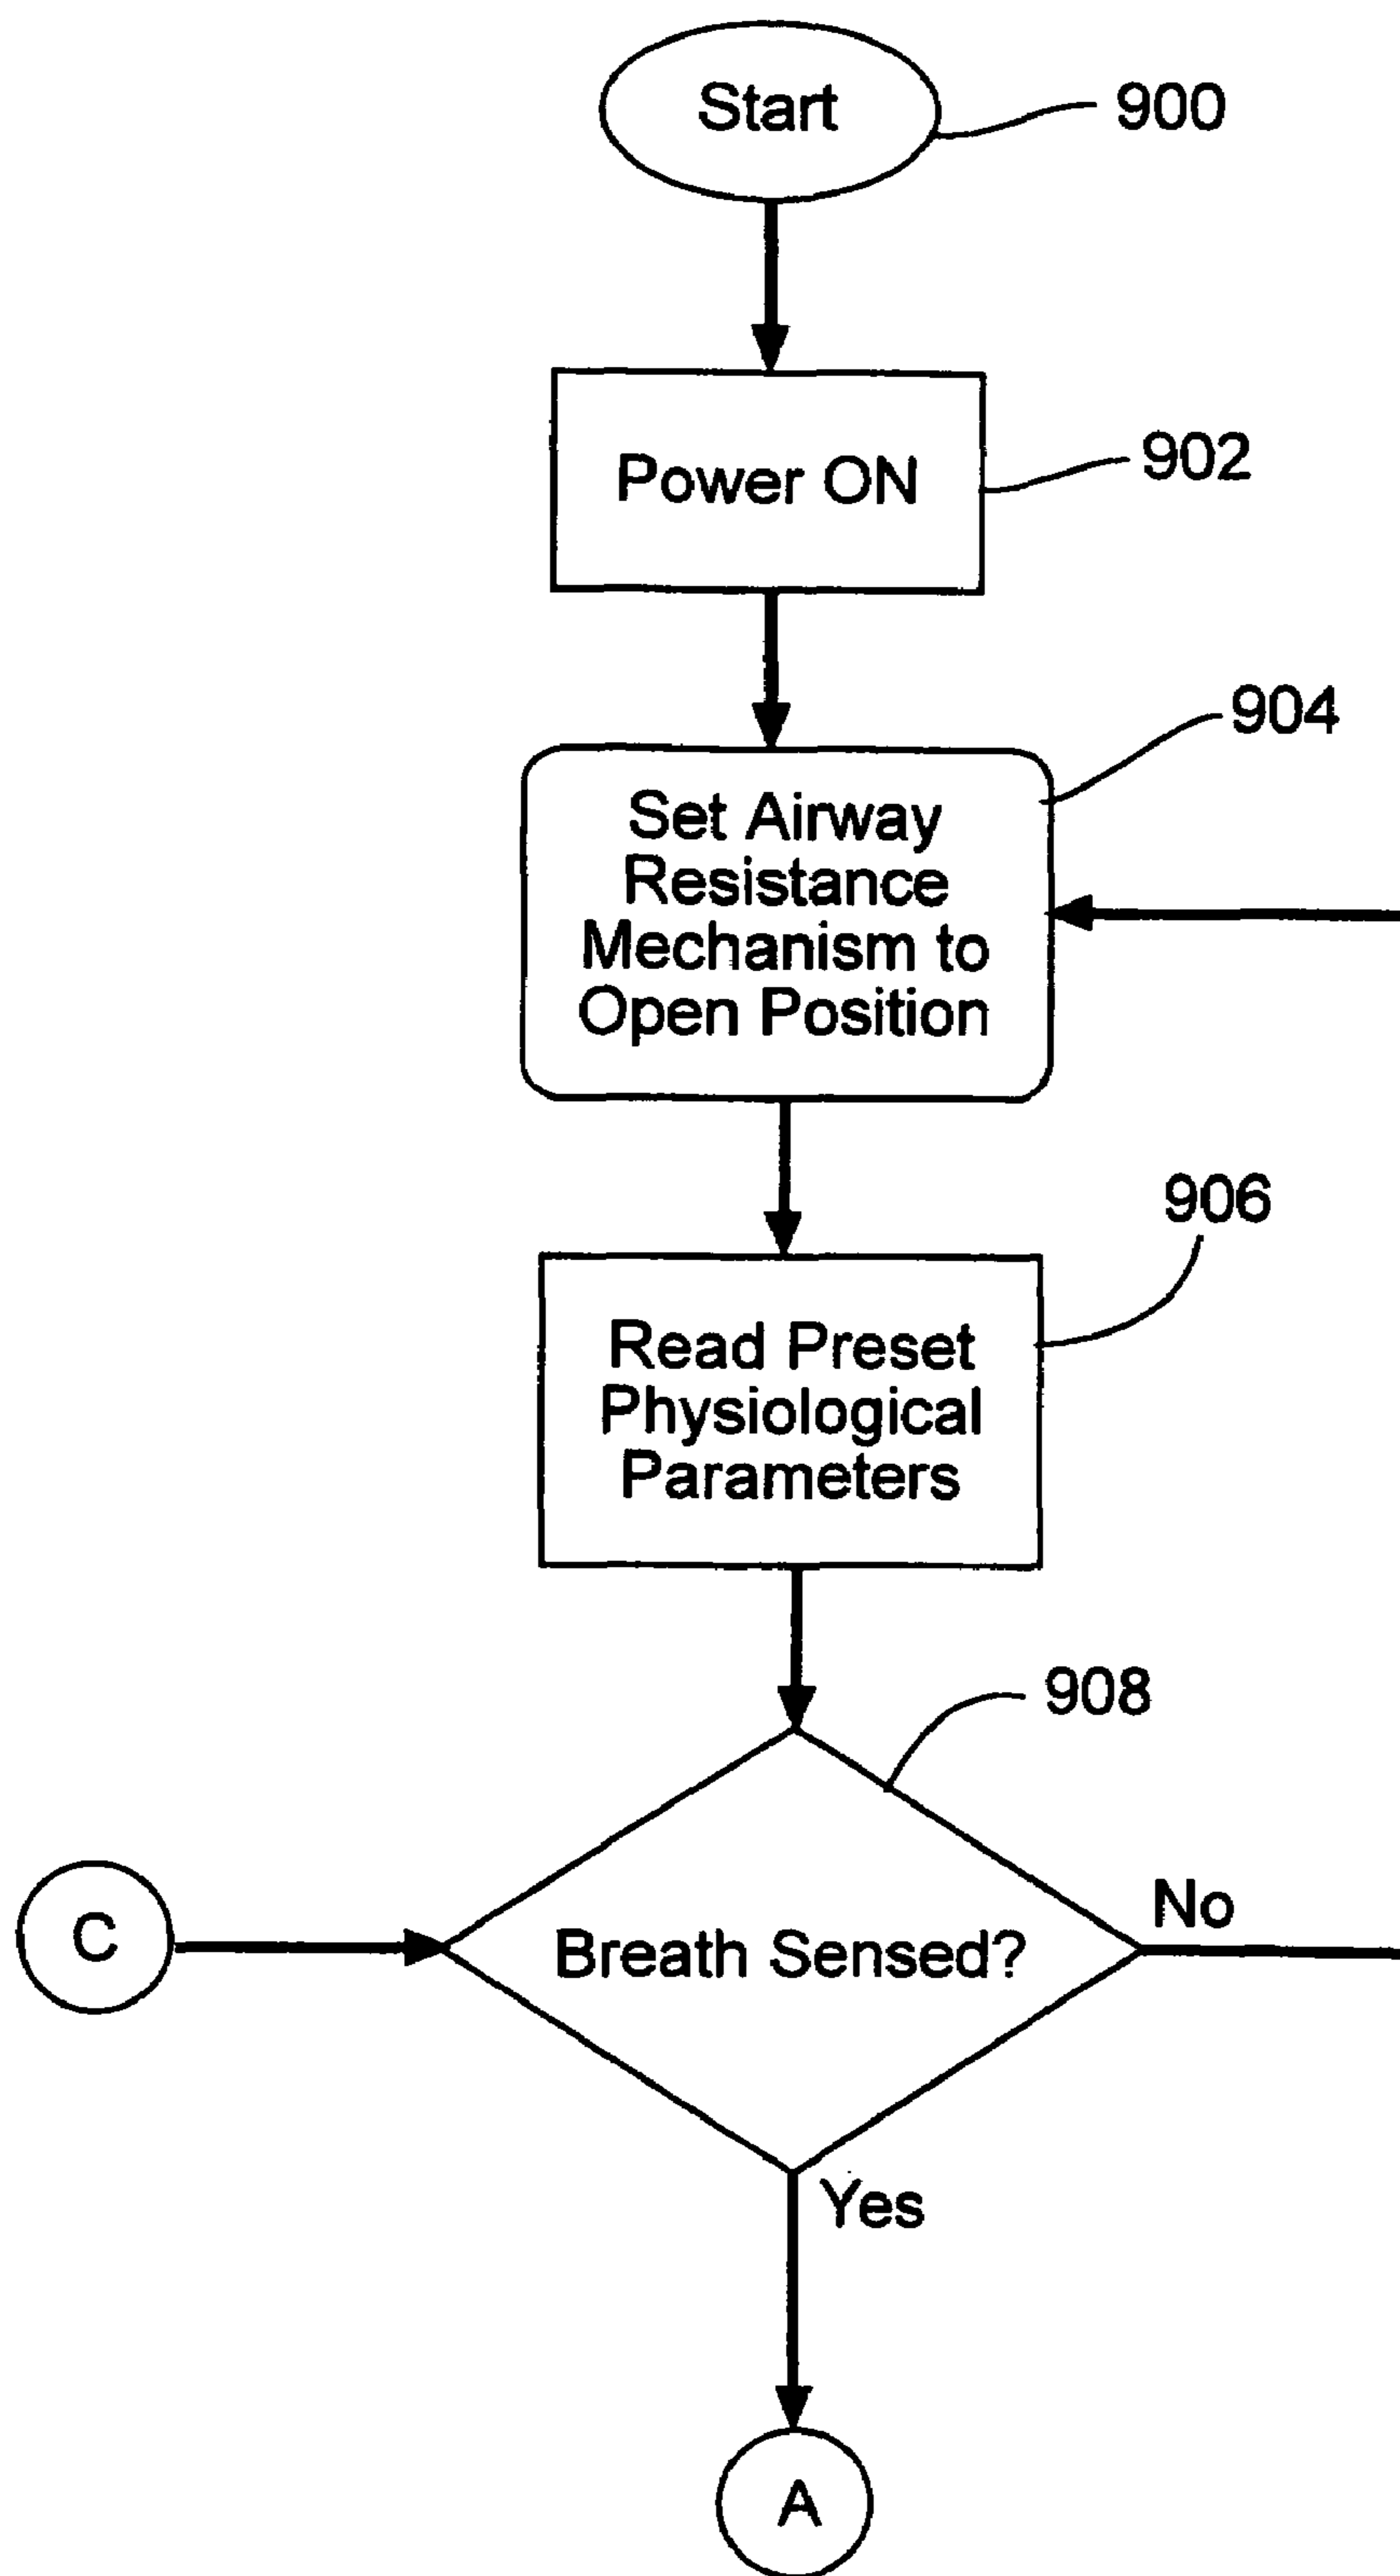 Start
900
Power ON
902
904
Set Airway
Resistance
Mechanism to
Open Position
906
Read Preset
Physiological
Parameters
908
C
Breath Sensed?
No
Yes
A